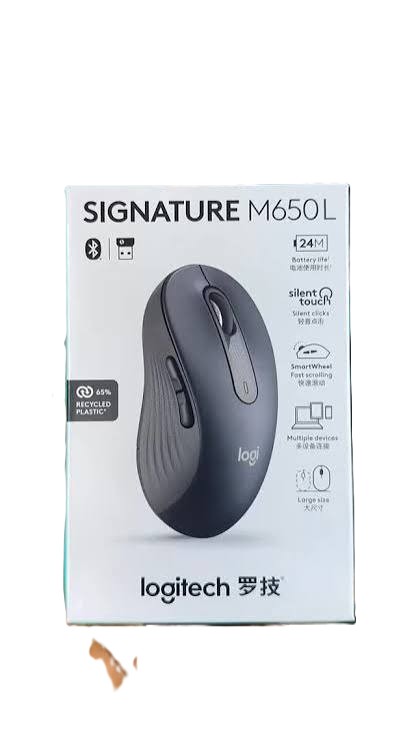 SIGNATURE M650 L
24M
Battery life¹
电池使用时长¹
silent
touch
Silent clicks
轻音点击
SmartWheel
Fast scrolling
快速滚动
65%
RECYCLED
PLASTIC*
Multiple devices
多设备连接
logi
Large size
大尺寸
logitech 罗技